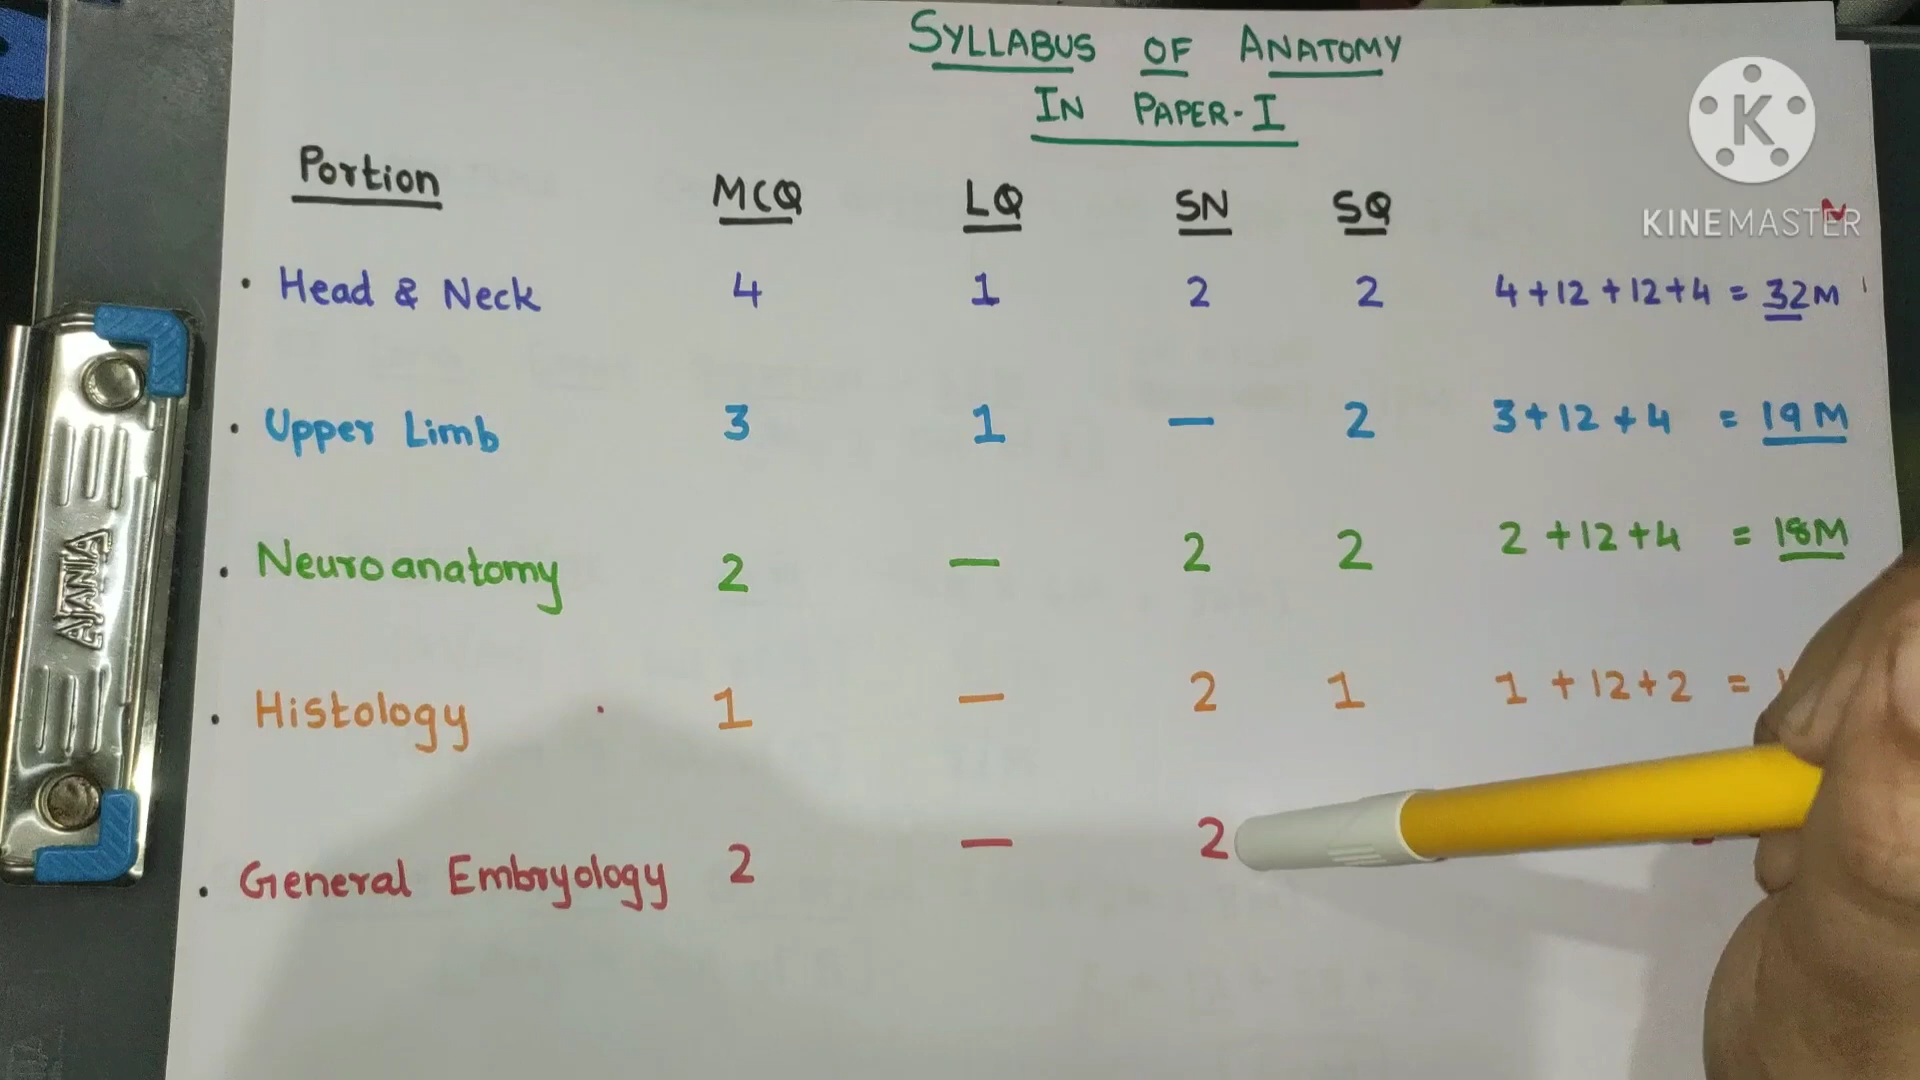 SYLLABUS OF ANATOMY
IN PAPER-I
Portion MCQ LQ SN SQ
• Head & Neck 4 1 2 2 4+12+12+4 = 32M
• Upper Limb 3 1 — 2 3+12+4 = 19M
• Neuroanatomy 2 — 2 2 2+12+4 = 18M
• Histology 1 — 2 1 1+12+2 =
• General Embryology 2 — 2
K
KINEMASTER
AJANTA